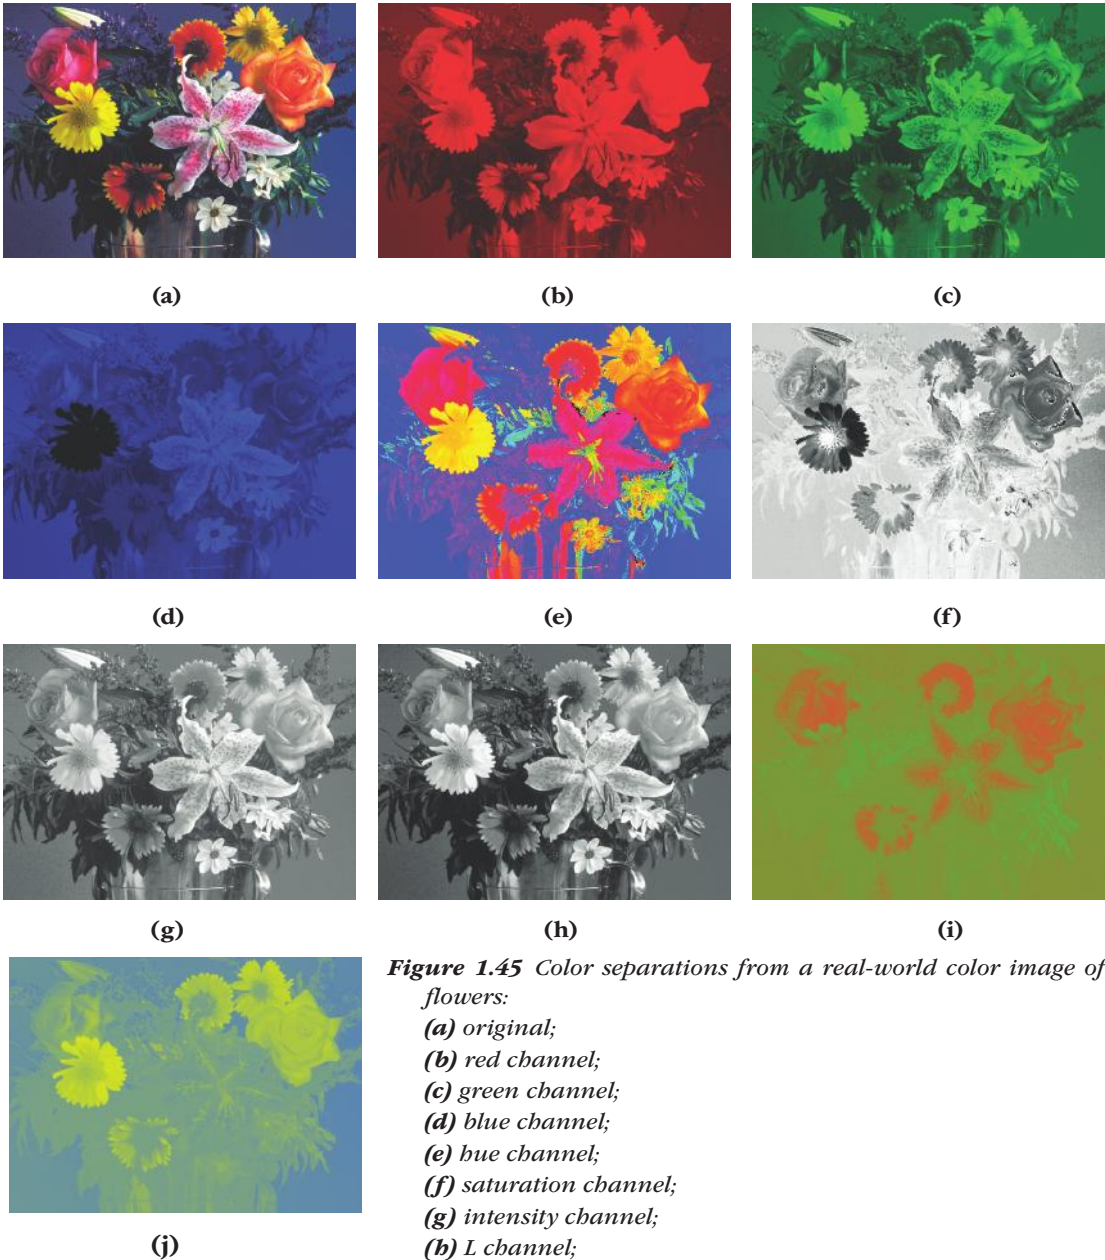 (a)
(b)
(c)
(d)
(e)
(f)
(g)
(h)
(i)
(j)
Figure 1.45 Color separations from a real-world color image of
flowers:
(a) original;
(b) red channel;
(c) green channel;
(d) blue channel;
(e) hue channel;
(f) saturation channel;
(g) intensity channel;
(h) L channel;